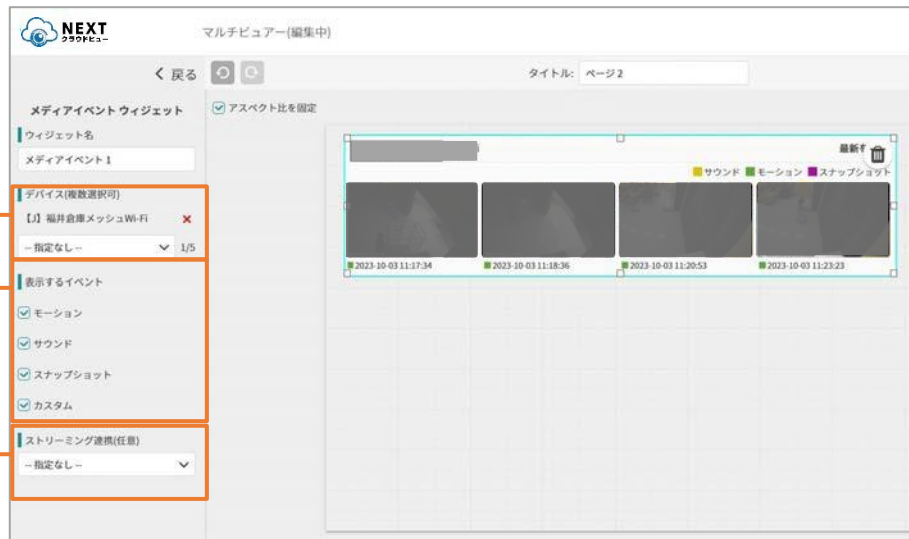 NEXT
クラウドビュー
マルチビュアー(編集中)
戻る
タイトル: ページ2
メディアイベント ウィジェット
アスペクト比を固定
ウィジェット名
メディアイベント1
最新を
サウンド モーション スナップショット
デバイス(複数選択可)
【J】福井倉庫メッシュWi-Fi
-- 指定なし -- 1/5
2023-10-03 11:17:34 2023-10-03 11:18:36 2023-10-03 11:20:53 2023-10-03 11:23:23
表示するイベント
モーション
サウンド
スナップショット
カスタム
ストリーミング連携(任意)
-- 指定なし --